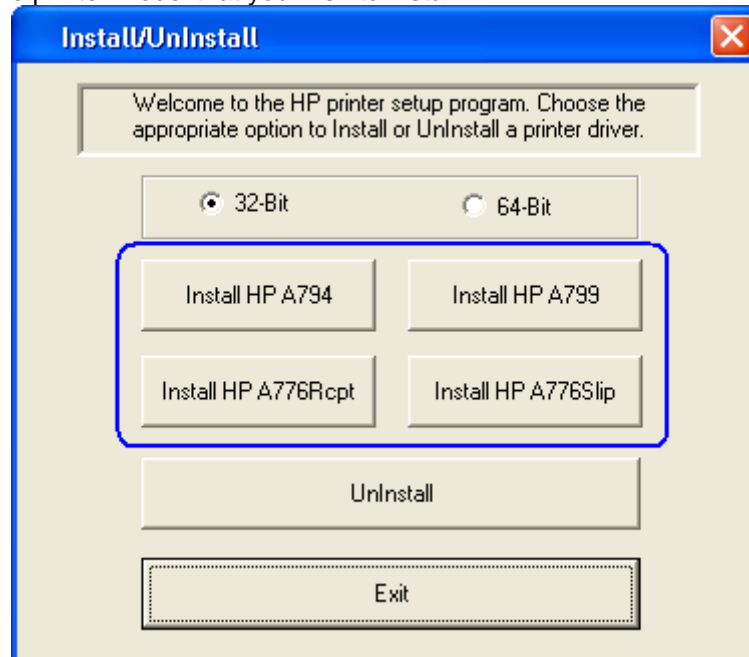 Install/UnInstall
Welcome to the HP printer setup program. Choose the
appropriate option to Install or UnInstall a printer driver.
32-Bit 64-Bit
Install HP A794 Install HP A799
Install HP A776Rcpt Install HP A776Slip
UnInstall
Exit